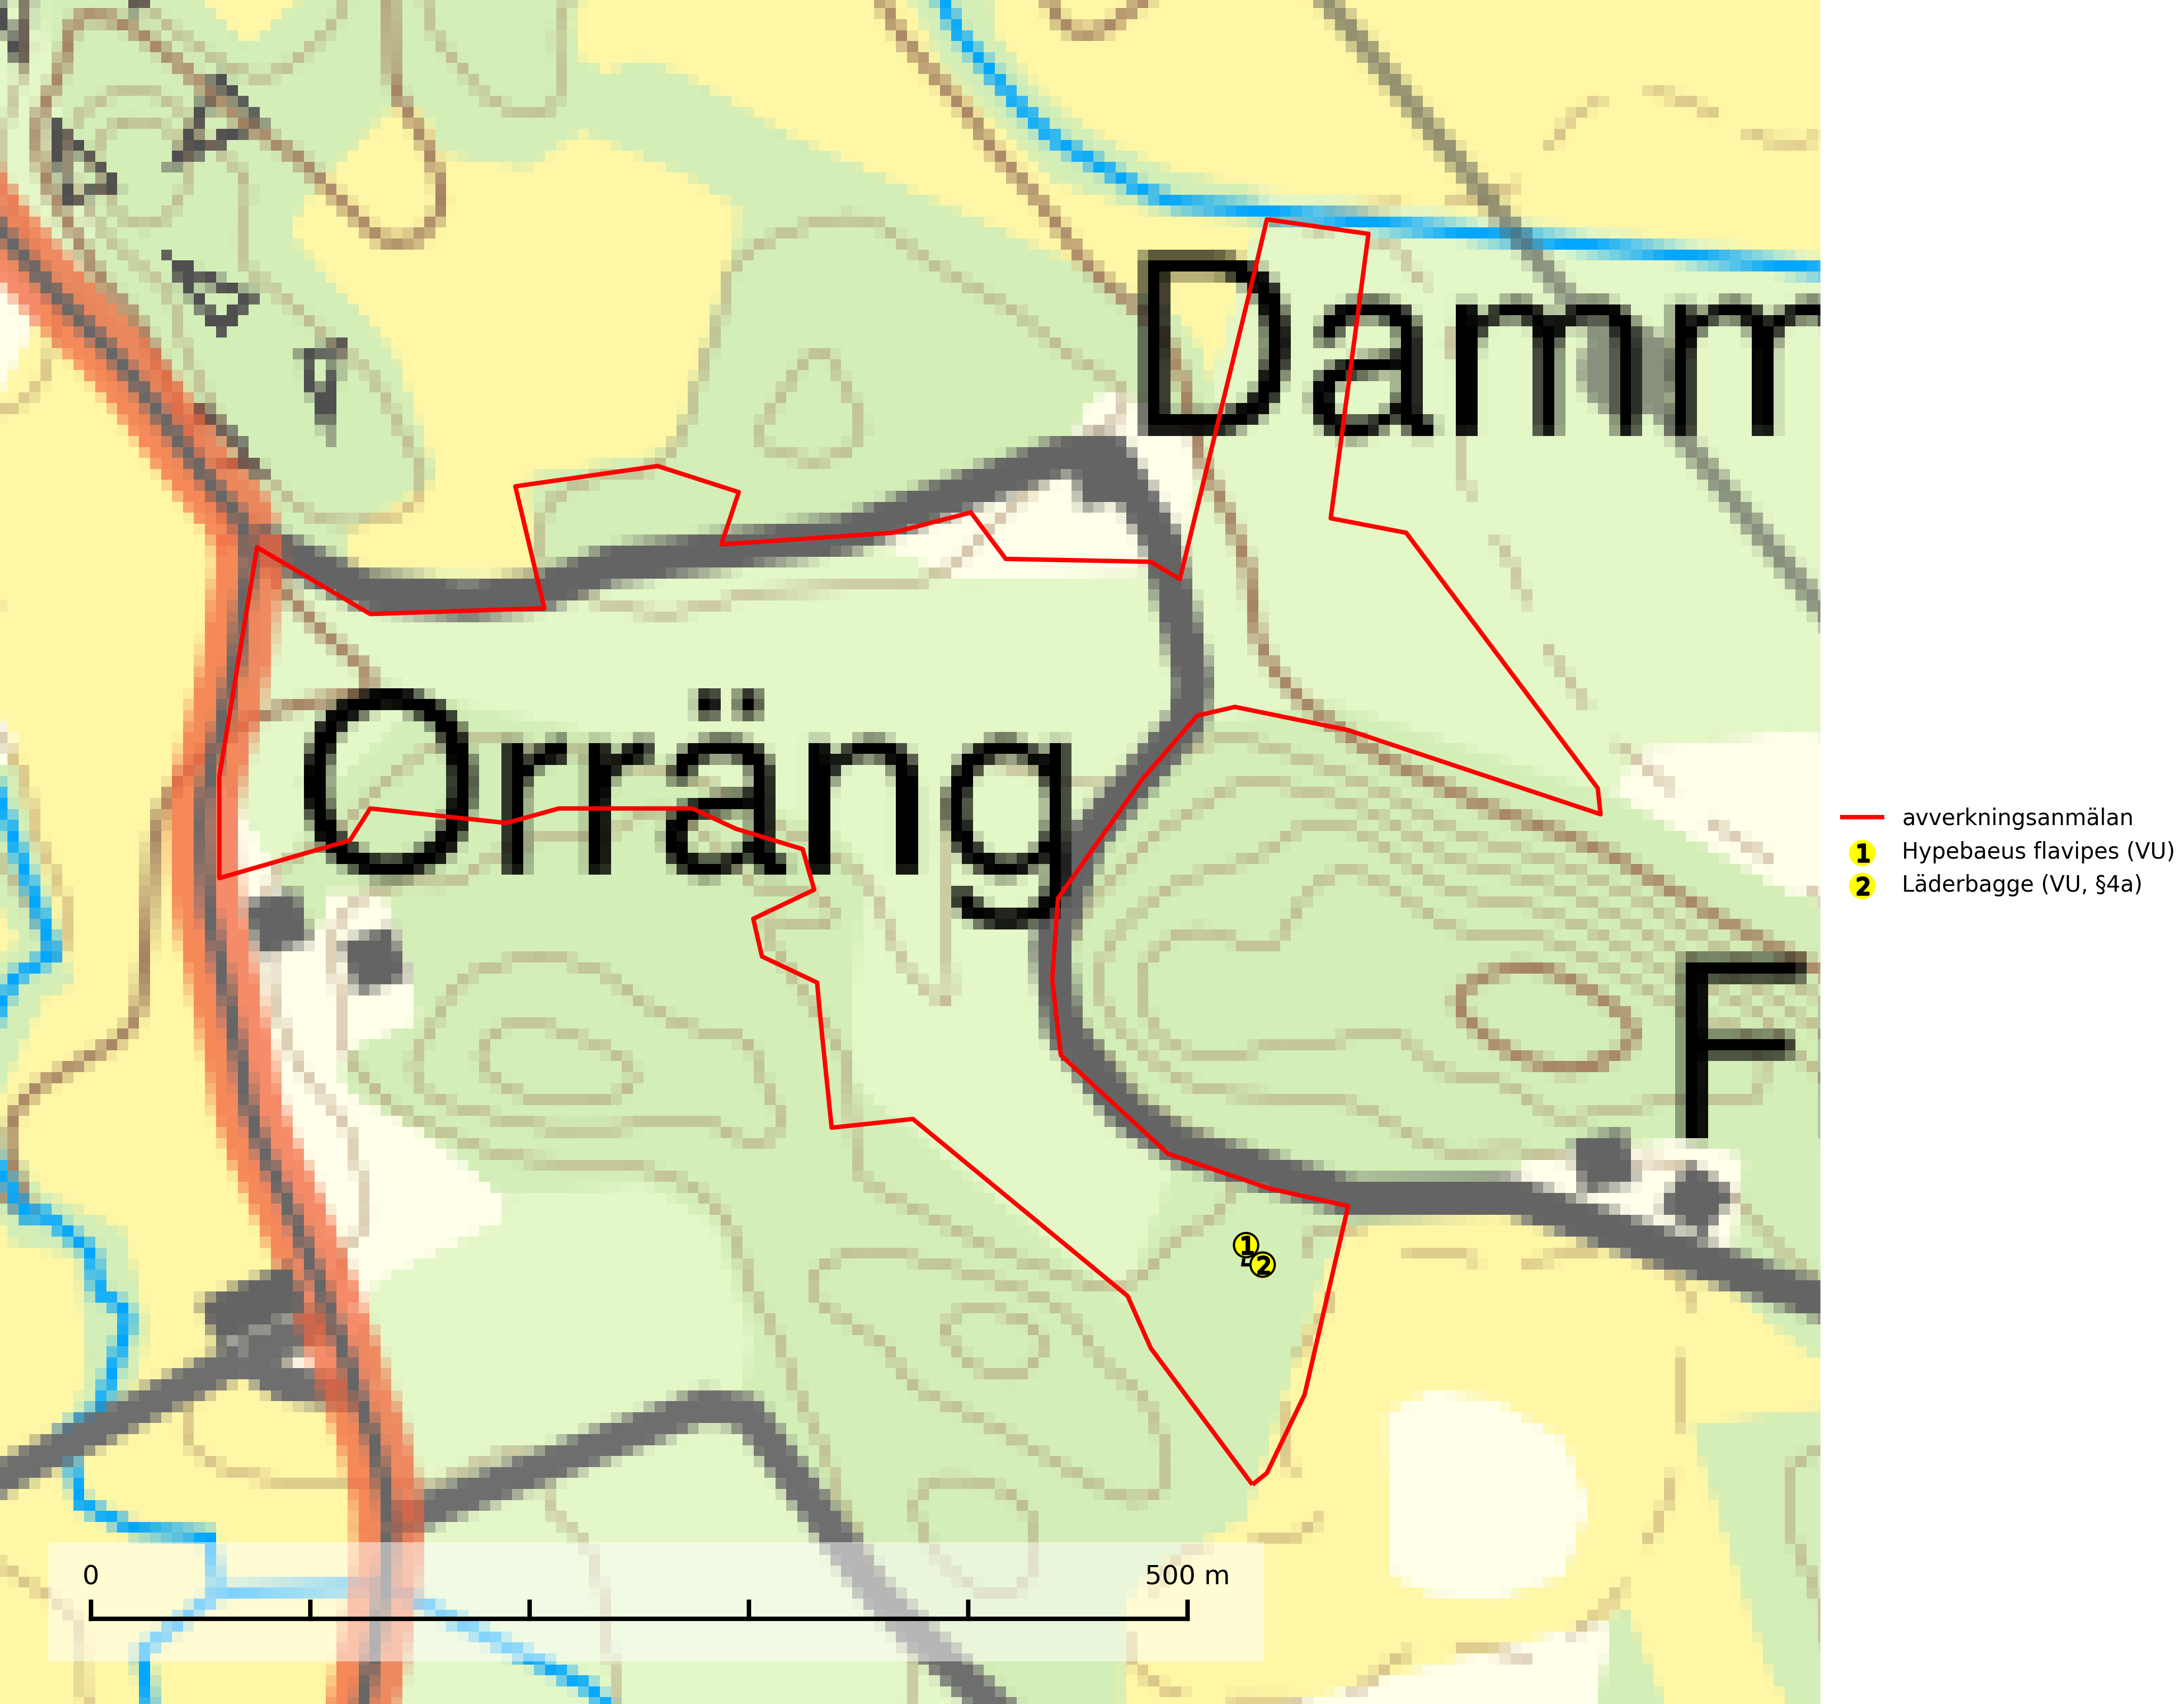 Damm
Orräng
F
avverkningsanmälan
1 Hypebaeus flavipes (VU)
2 Läderbagge (VU, §4a)
1
2
0 500 m